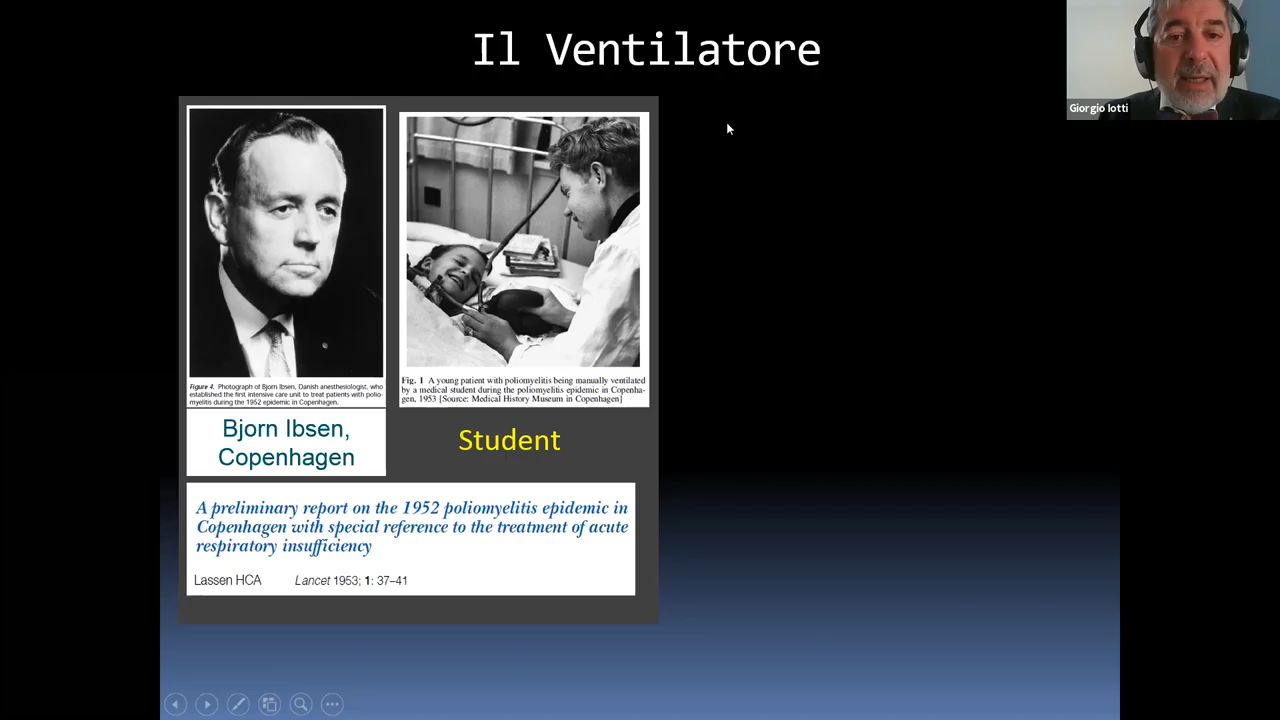 Il Ventilatore
Giorgio Iotti
Figure 4. Photograph of Bjorn Ibsen, Danish anesthesiologist, who
established the first intensive care unit to treat patients with polio-
myelitis during the 1952 epidemic in Copenhagen.
Bjorn Ibsen,
Copenhagen
Fig. 1 A young patient with poliomyelitis being manually ventilated
by a medical student during the poliomyelitis epidemic in Copenha-
gen, 1953 [Source: Medical History Museum in Copenhagen]
Student
A preliminary report on the 1952 poliomyelitis epidemic in
Copenhagen with special reference to the treatment of acute
respiratory insufficiency
Lassen HCA Lancet 1953; 1: 37–41